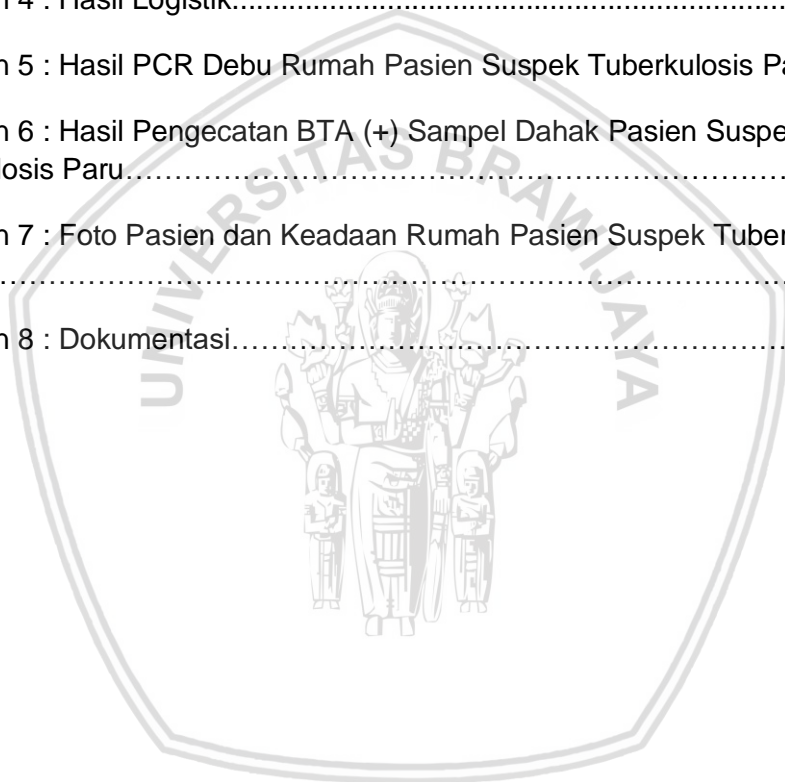 n 4 : Hasil Logistik.......................................................................
n 5 : Hasil PCR Debu Rumah Pasien Suspek Tuberkulosis Pa
n 6 : Hasil Pengecatan BTA (+) Sampel Dahak Pasien Suspe
losis Paru……………………………………………………….…..
n 7 : Foto Pasien dan Keadaan Rumah Pasien Suspek Tuber
……………………………………………………………………………..
n 8 : Dokumentasi……………………………………………………...
UNIVERSITAS BRAWIJAYA